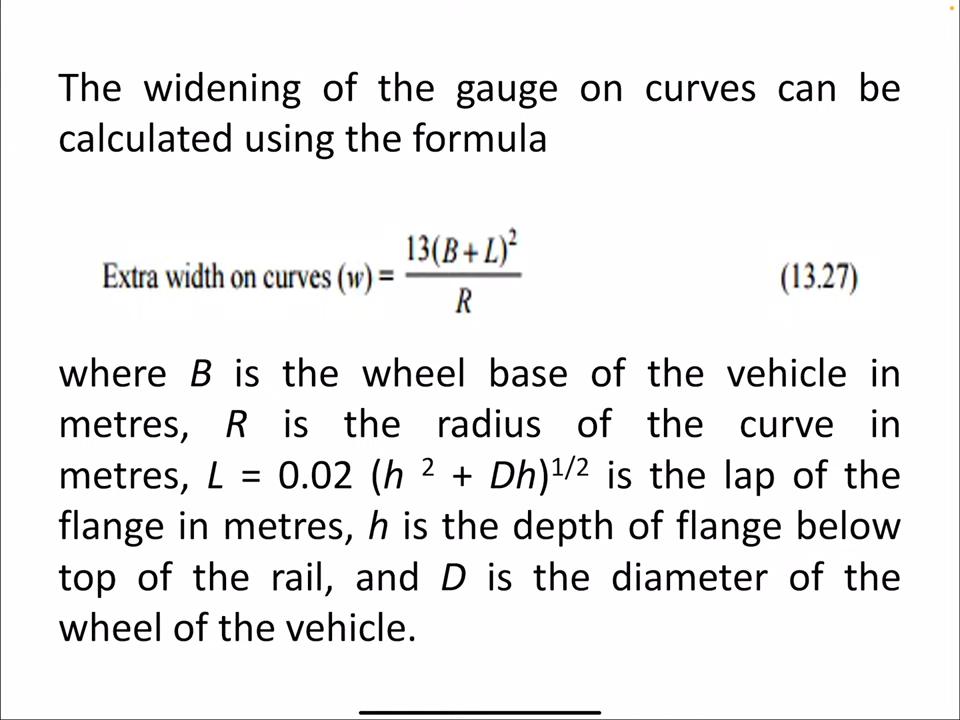 The widening of the gauge on curves can be
calculated using the formula
Extra width on curves (w) = 13(B + L)² / R (13.27)
where B is the wheel base of the vehicle in
metres, R is the radius of the curve in
metres, L = 0.02 (h ² + Dh)¹/² is the lap of the
flange in metres, h is the depth of flange below
top of the rail, and D is the diameter of the
wheel of the vehicle.